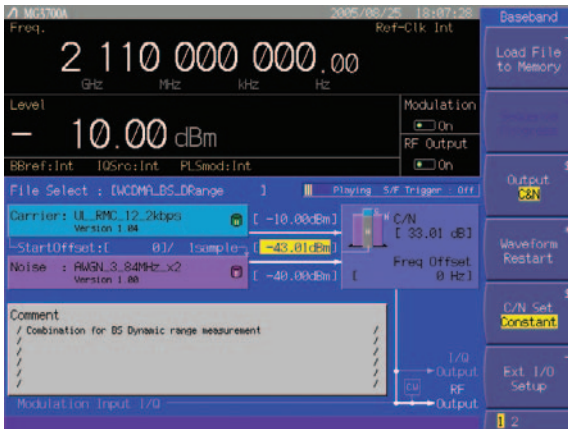 MG3700A 2005/08/25 18:07:28
Freq. Ref-Clk Int
2 110 000 000.00
GHz MHz kHz Hz
Level
- 10.00 dBm
Modulation
On
RF Output
On
BBref:Int IQSrc:Int PLSmod:Int
File Select : [WCDMA_BS_DRange ] Playing S/F Trigger : Off
Carrier: UL_RMC_12_2kbps
Version 1.04
[ -10.00dBm]
C/N
[ 33.01 dB]
StartOffset:[ 0]/ 1sample
[ -43.01dBm]
Noise : AWGN_3_84MHz_x2
Version 1.00
[ -40.00dBm]
Freq Offset
[ 0 Hz]
Comment
/ Combination for BS Dynamic range measurement /
/ /
/ /
/ /
/ /
I/Q
Output
CW
RF
Output
Modulation Input I/Q
Baseband
Load File
to Memory
Output
C&N
Waveform
Restart
C/N Set
Constant
Ext I/O
Setup
1 2